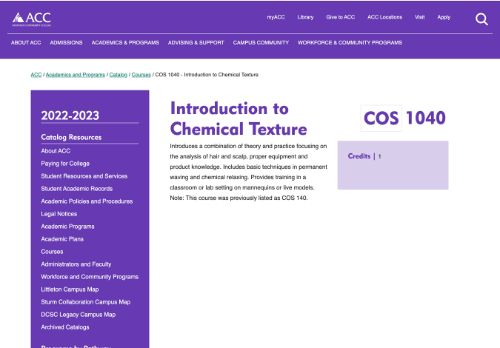 ACC
myACC Library Give to ACC ACC Locations Visit Apply
ABOUT ACC ADMISSIONS ACADEMICS & PROGRAMS ADVISING & SUPPORT CAMPUS COMMUNITY WORKFORCE & COMMUNITY PROGRAMS
ACC / Academics and Programs / Catalog / Courses / COS 1040 - Introduction to Chemical Texture
2022-2023
Catalog Resources
About ACC
Paying for College
Student Resources and Services
Student Academic Records
Academic Policies and Procedures
Legal Notices
Academic Programs
Academic Plans
Courses
Administrators and Faculty
Workforce and Community Programs
Littleton Campus Map
Sturm Collaboration Campus Map
DCSC Legacy Campus Map
Archived Catalogs
Introduction to
Chemical Texture
Introduces a combination of theory and practice focusing on
the analysis of hair and scalp, proper equipment and
product knowledge. Includes basic techniques in permanent
waving and chemical relaxing. Provides training in a
classroom or lab setting on mannequins or live models.
Note: This course was previously listed as COS 140.
COS 1040
Credits | 1